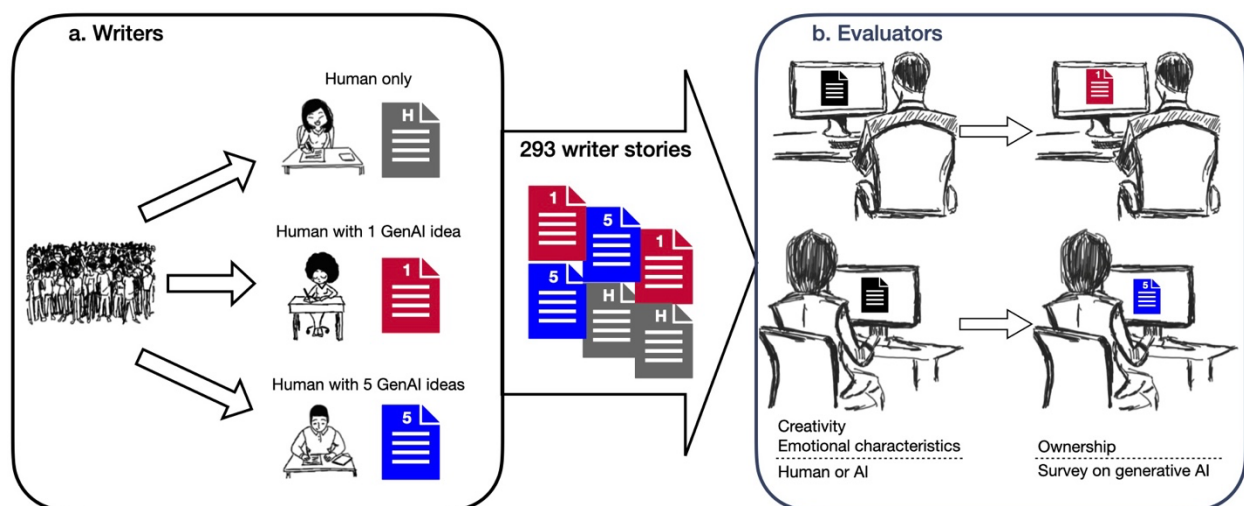 a. Writers
Human only
H
Human with 1 GenAI idea
1
Human with 5 GenAI ideas
5
293 writer stories
1
5
1
5
H
H
b. Evaluators
1
5
Creativity
Emotional characteristics
Human or AI
Ownership
Survey on generative AI